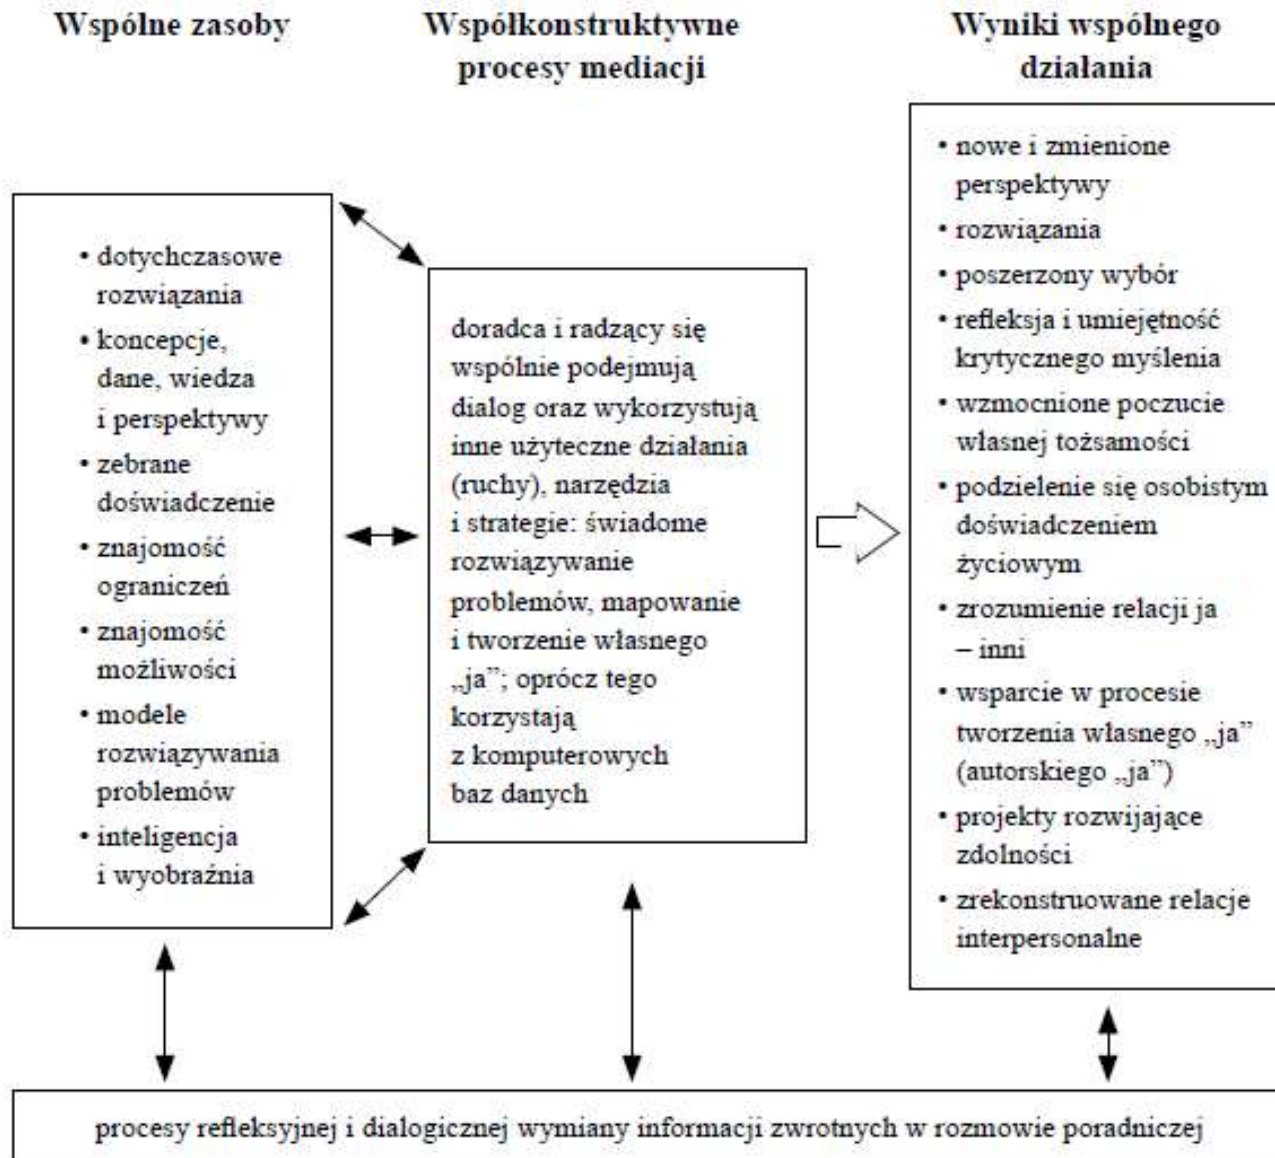 Wspólne zasoby
Współkonstruktywne
procesy mediacji
Wyniki wspólnego
działania
• dotychczasowe
rozwiązania
• koncepcje,
dane, wiedza
i perspektywy
• zebrane
doświadczenie
• znajomość
ograniczeń
• znajomość
możliwości
• modele
rozwiązywania
problemów
• inteligencja
i wyobraźnia
doradca i radzący się
wspólnie podejmują
dialog oraz wykorzystują
inne użyteczne działania
(ruchy), narzędzia
i strategie: świadome
rozwiązywanie
problemów, mapowanie
i tworzenie własnego
„ja”; oprócz tego
korzystają
z komputerowych
baz danych
• nowe i zmienione
perspektywy
• rozwiązania
• poszerzony wybór
• refleksja i umiejętność
krytycznego myślenia
• wzmocnione poczucie
własnej tożsamości
• podzielenie się osobistym
doświadczeniem
życiowym
• zrozumienie relacji ja
– inni
• wsparcie w procesie
tworzenia własnego „ja”
(autorskiego „ja”)
• projekty rozwijające
zdolności
• zrekonstruowane relacje
interpersonalne
procesy refleksyjnej i dialogicznej wymiany informacji zwrotnych w rozmowie poradniczej